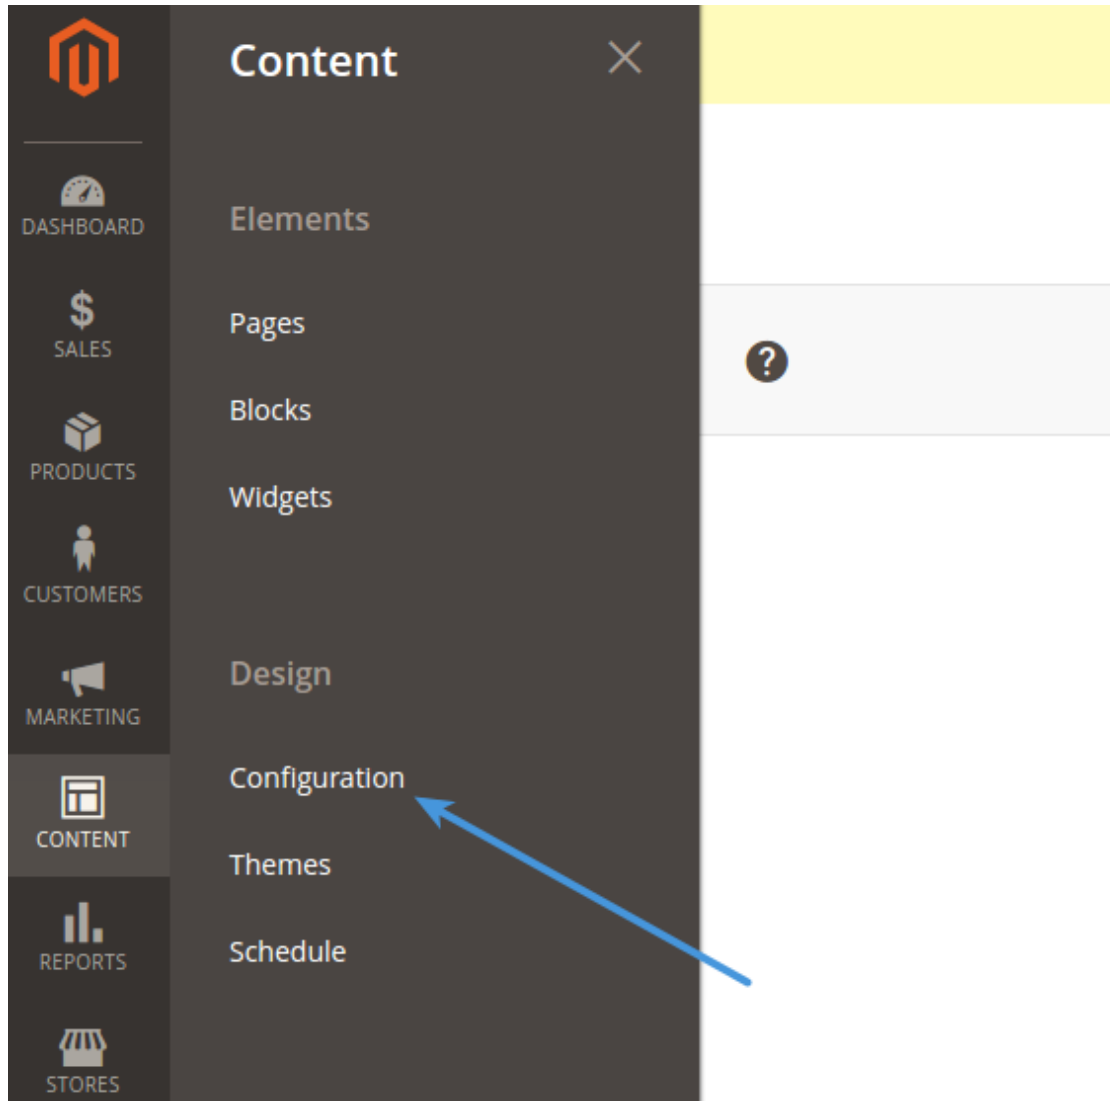 Content
DASHBOARD
SALES
PRODUCTS
CUSTOMERS
MARKETING
CONTENT
REPORTS
STORES
Elements
Pages
Blocks
Widgets
Design
Configuration
Themes
Schedule
?